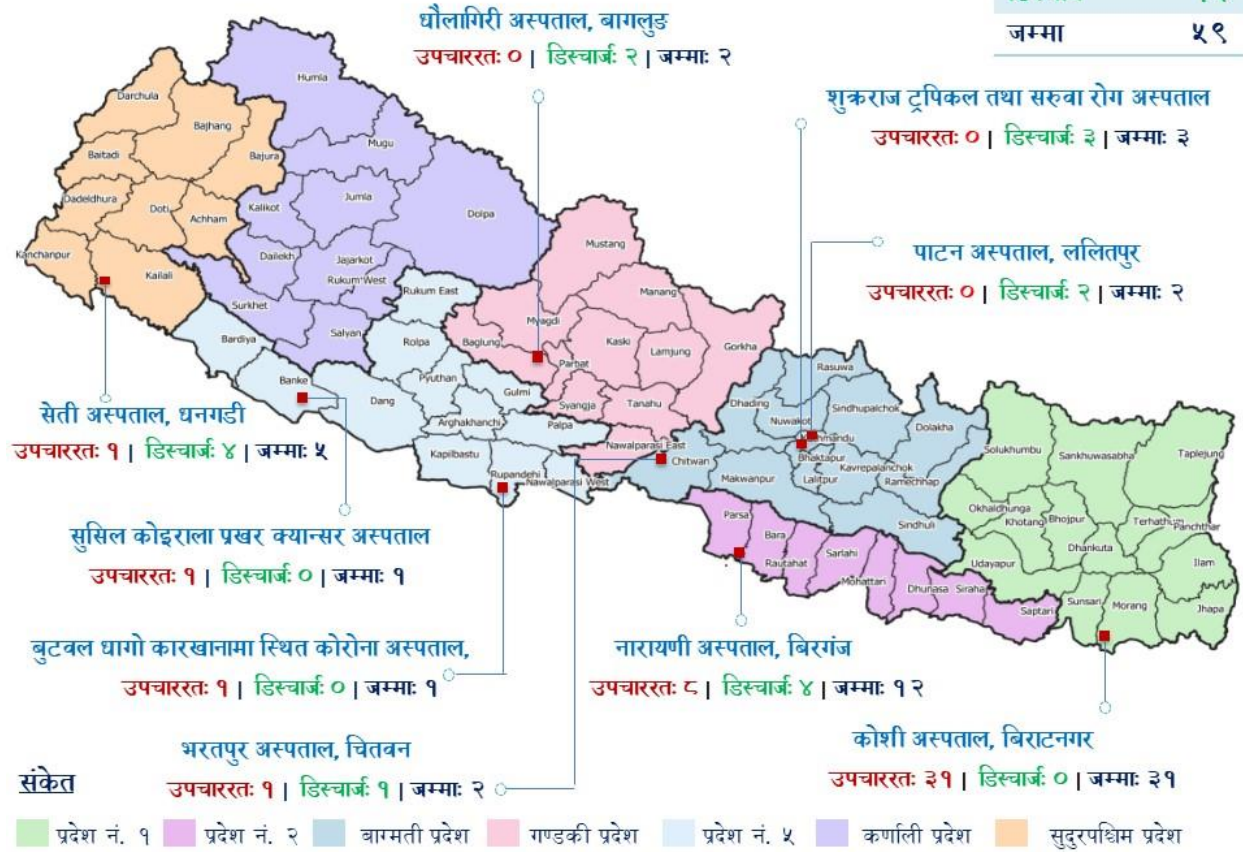 जम्मा ५९
धौलागिरी अस्पताल, बागलुङ
उपचाररतः ० | डिस्चार्जः २ | जम्माः २
शुक्रराज ट्रपिकल तथा सरुवा रोग अस्पताल
उपचाररतः ० | डिस्चार्जः ३ | जम्माः ३
पाटन अस्पताल, ललितपुर
उपचाररतः ० | डिस्चार्जः २ | जम्माः २
Humla
Darchula
Bajhang
Mugu
Baitadi
Bajura
Dadeldhura
Doti
Achham
Kalikot
Jumla
Dolpa
Kanchanpur
Kailali
Dailekh
Jajarkot
Rukum West
Rukum East
Surkhet
Salyan
Mustang
Manang
Myagdi
Baglung
Parbat
Kaski
Lamjung
Gorkha
Bardiya
Banke
Dang
Rolpa
Pyuthan
Gulmi
Arghakhanchi
Palpa
Syangja
Tanahu
Kapilbastu
Rupandehi
Nawalparasi West
Nawalparasi East
Chitwan
Rasuwa
Dhading
Nuwakot
Sindhupalchok
Dolakha
Bhaktapur
Kavrepalanchok
Lalitpur
Ramechhap
Makwanpur
Sindhuli
Solukhumbu
Sankhuwasabha
Taplejung
Okhaldhunga
Khotang
Bhojpur
Terhathum
Panchthar
Dhankuta
Udayapur
Ilam
Sunsari
Morang
Jhapa
Parsa
Bara
Rautahat
Sarlahi
Mohattari
Dhunasa
Siraha
Saptari
सेती अस्पताल, धनगडी
उपचाररतः १ | डिस्चार्जः ४ | जम्माः ५
सुसिल कोइराला प्रखर क्यान्सर अस्पताल
उपचाररतः १ | डिस्चार्जः ० | जम्माः १
बुटवल धागो कारखानामा स्थित कोरोना अस्पताल,
उपचाररतः १ | डिस्चार्जः ० | जम्माः १
नारायणी अस्पताल, बिरगंज
उपचाररतः ८ | डिस्चार्जः ४ | जम्माः १२
भरतपुर अस्पताल, चितवन
उपचाररतः १ | डिस्चार्जः १ | जम्माः २
कोशी अस्पताल, बिराटनगर
उपचाररतः ३१ | डिस्चार्जः ० | जम्माः ३१
संकेत
प्रदेश नं. १ प्रदेश नं. २ बाग्मती प्रदेश गण्डकी प्रदेश प्रदेश नं. ५ कर्णाली प्रदेश सुदुरपश्चिम प्रदेश